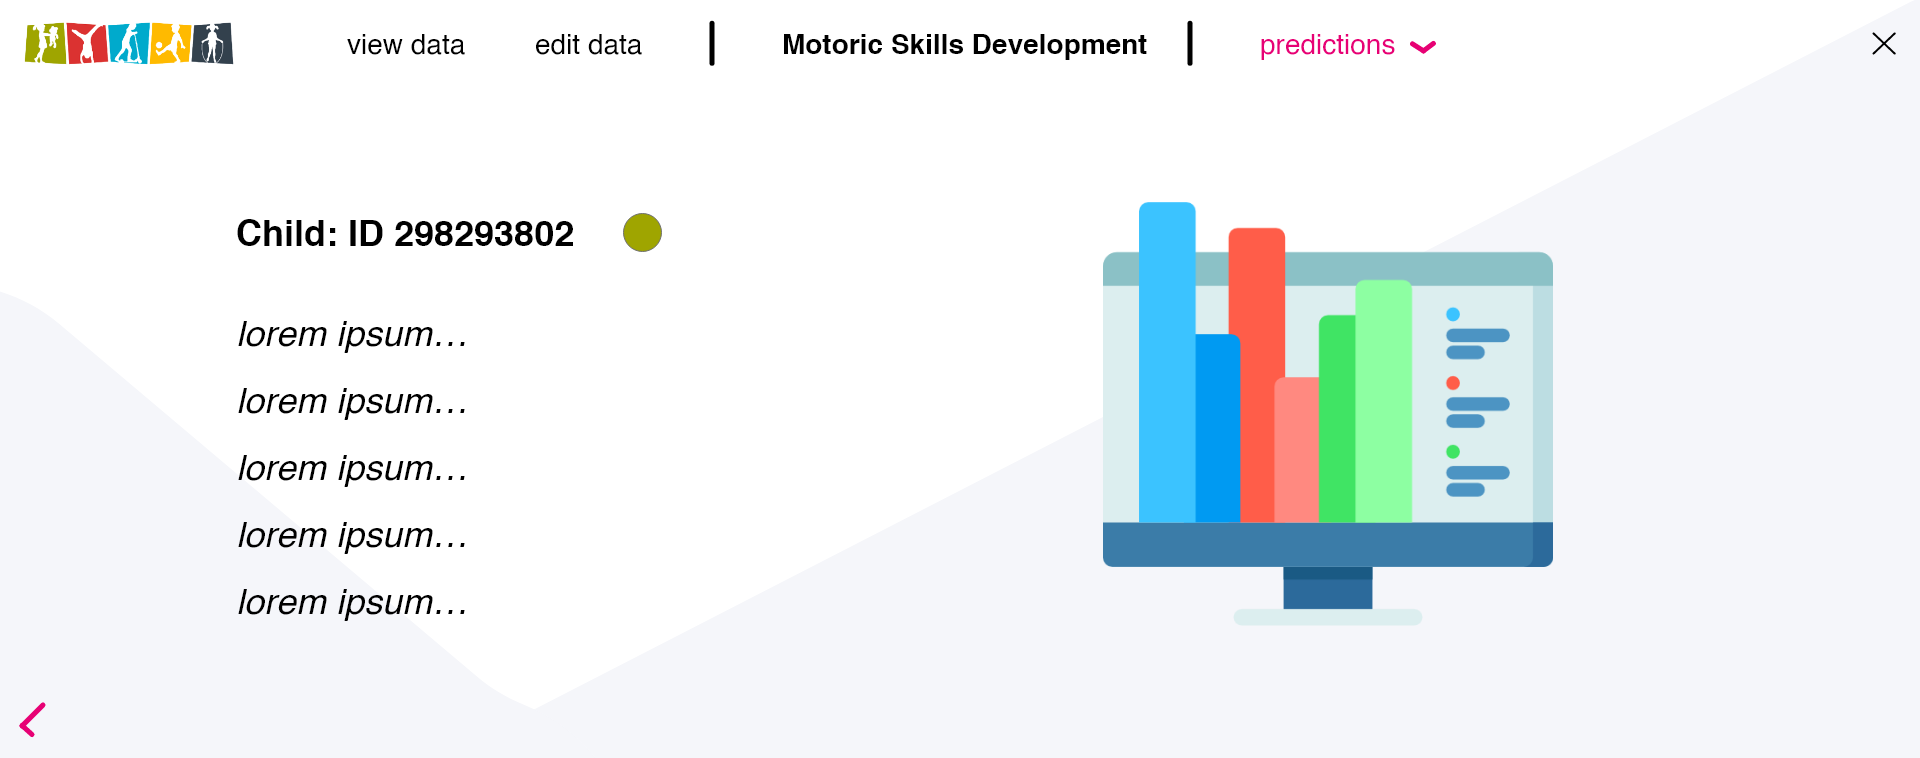 view data
edit data
Motoric Skills Development
predictions
Child: ID 298293802
lorem ipsum...
lorem ipsum...
lorem ipsum...
lorem ipsum...
lorem ipsum...